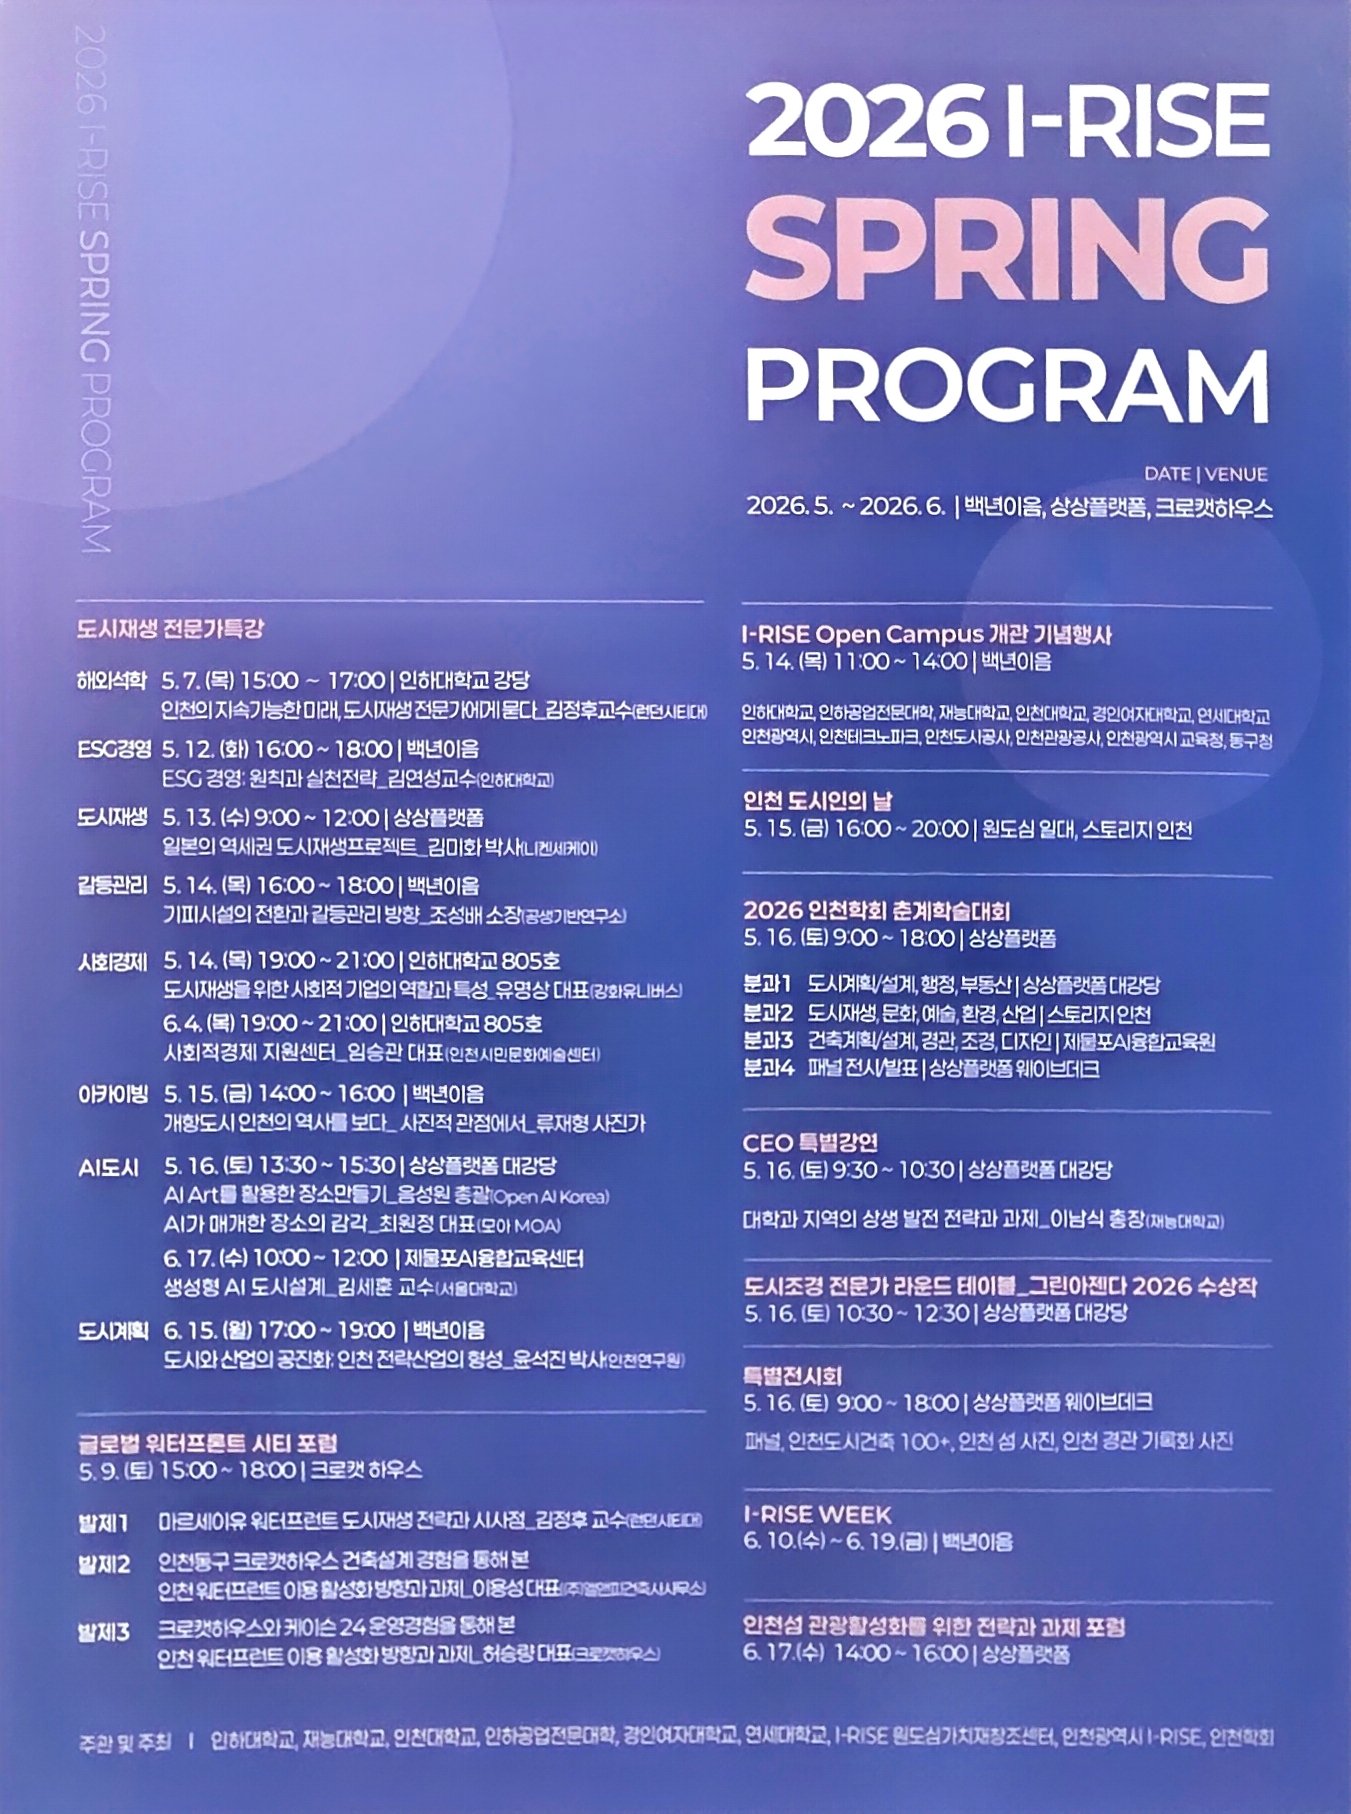 2026 I-RISE SPRING PROGRAM
2026 I-RISE
SPRING
PROGRAM
DATE | VENUE
2026. 5. ~ 2026. 6. | 백년이음, 상상플랫폼, 크로캣하우스
도시재생 전문가특강
해외석학 5. 7. (목) 15:00 ~ 17:00 | 인하대학교 강당
인천의 지속가능한 미래, 도시재생 전문가에게 묻다_김정후교수(런던시티대)
ESG경영 5. 12. (화) 16:00 ~ 18:00 | 백년이음
ESG 경영: 원칙과 실천전략_김연성교수(인하대학교)
도시재생 5. 13. (수) 9:00 ~ 12:00 | 상상플랫폼
일본의 역세권 도시재생프로젝트_김미화 박사(니켄세케이)
갈등관리 5. 14. (목) 16:00 ~ 18:00 | 백년이음
기피시설의 전환과 갈등관리 방향_조성배 소장(공생기반연구소)
사회경제 5. 14. (목) 19:00 ~ 21:00 | 인하대학교 805호
도시재생을 위한 사회적 기업의 역할과 특성_유명상 대표(강화유니버스)
6. 4. (목) 19:00 ~ 21:00 | 인하대학교 805호
사회적경제 지원센터_임승관 대표(인천시민문화예술센터)
아카이빙 5. 15. (금) 14:00 ~ 16:00 | 백년이음
개항도시 인천의 역사를 보다_ 사진적 관점에서_류재형 사진가
AI도시 5. 16. (토) 13:30 ~ 15:30 | 상상플랫폼 대강당
AI Art를 활용한 장소만들기_음성원 총괄(Open AI Korea)
AI가 매개한 장소의 감각_최원정 대표(모아 MOA)
6. 17. (수) 10:00 ~ 12:00 | 제물포AI융합교육센터
생성형 AI 도시설계_김세훈 교수(서울대학교)
도시계획 6. 15. (월) 17:00 ~ 19:00 | 백년이음
도시와 산업의 공진화: 인천 전략산업의 형성_윤석진 박사(인천연구원)
글로벌 워터프론트 시티 포럼
5. 9. (토) 15:00 ~ 18:00 | 크로캣 하우스
발제1 마르세이유 워터프런트 도시재생 전략과 시사점_김정후 교수(런던시티대)
발제2 인천동구 크로캣하우스 건축설계 경험을 통해 본
인천 워터프런트 이용 활성화 방향과 과제_이용성 대표((주)엘앤피건축사사무소)
발제3 크로캣하우스와 케이슨 24 운영경험을 통해 본
인천 워터프런트 이용 활성화 방향과 과제_허승량 대표(크로캣하우스)
I-RISE Open Campus 개관 기념행사
5. 14. (목) 11:00 ~ 14:00 | 백년이음
인하대학교, 인하공업전문대학, 재능대학교, 인천대학교, 경인여자대학교, 연세대학교
인천광역시, 인천테크노파크, 인천도시공사, 인천관광공사, 인천광역시 교육청, 동구청
인천 도시인의 날
5. 15. (금) 16:00 ~ 20:00 | 원도심 일대, 스토리지 인천
2026 인천학회 춘계학술대회
5. 16. (토) 9:00 ~ 18:00 | 상상플랫폼
분과1 도시계획/설계, 행정, 부동산 | 상상플랫폼 대강당
분과2 도시재생, 문화, 예술, 환경, 산업 | 스토리지 인천
분과3 건축계획/설계, 경관, 조경, 디자인 | 제물포AI융합교육원
분과4 패널 전시/발표 | 상상플랫폼 웨이브데크
CEO 특별강연
5. 16. (토) 9:30 ~ 10:30 | 상상플랫폼 대강당
대학과 지역의 상생 발전 전략과 과제_이남식 총장(재능대학교)
도시조경 전문가 라운드 테이블_그린아젠다 2026 수상작
5. 16. (토) 10:30 ~ 12:30 | 상상플랫폼 대강당
특별전시회
5. 16. (토) 9:00 ~ 18:00 | 상상플랫폼 웨이브데크
패널, 인천도시건축 100+, 인천 섬 사진, 인천 경관 기록화 사진
I-RISE WEEK
6. 10.(수) ~ 6. 19.(금) | 백년이음
인천섬 관광활성화를 위한 전략과 과제 포럼
6. 17.(수) 14:00 ~ 16:00 | 상상플랫폼
주관 및 주최 | 인하대학교, 재능대학교, 인천대학교, 인하공업전문대학, 경인여자대학교, 연세대학교, I-RISE 원도심가치재창조센터, 인천광역시 I-RISE, 인천학회